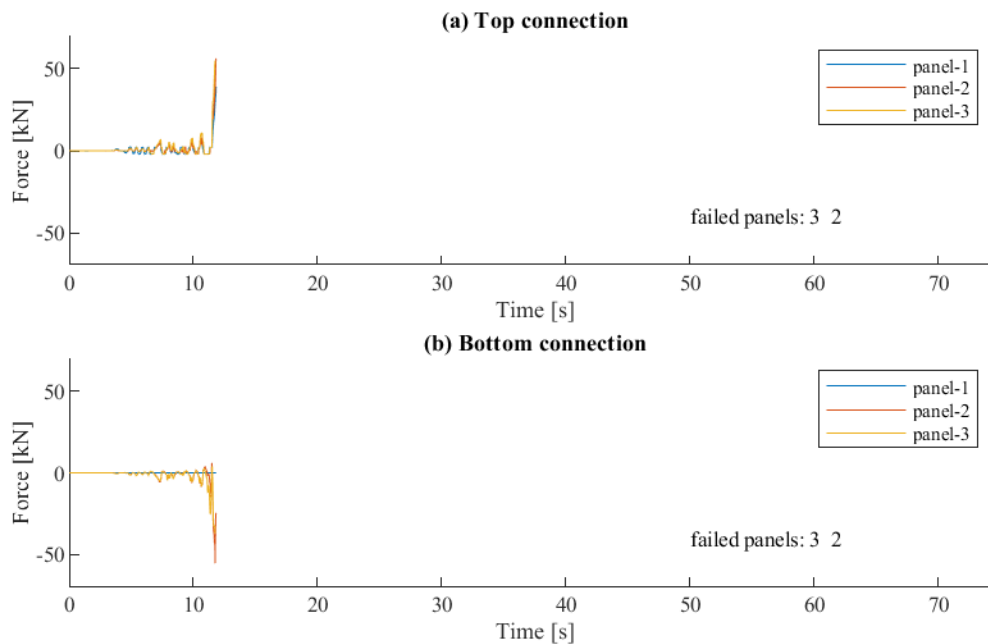 (a) Top connection
50
0
-50
Force [kN]
panel-1
panel-2
panel-3
failed panels: 3 2
0 10 20 30 40 50 60 70
Time [s]
(b) Bottom connection
50
0
-50
Force [kN]
panel-1
panel-2
panel-3
failed panels: 3 2
0 10 20 30 40 50 60 70
Time [s]